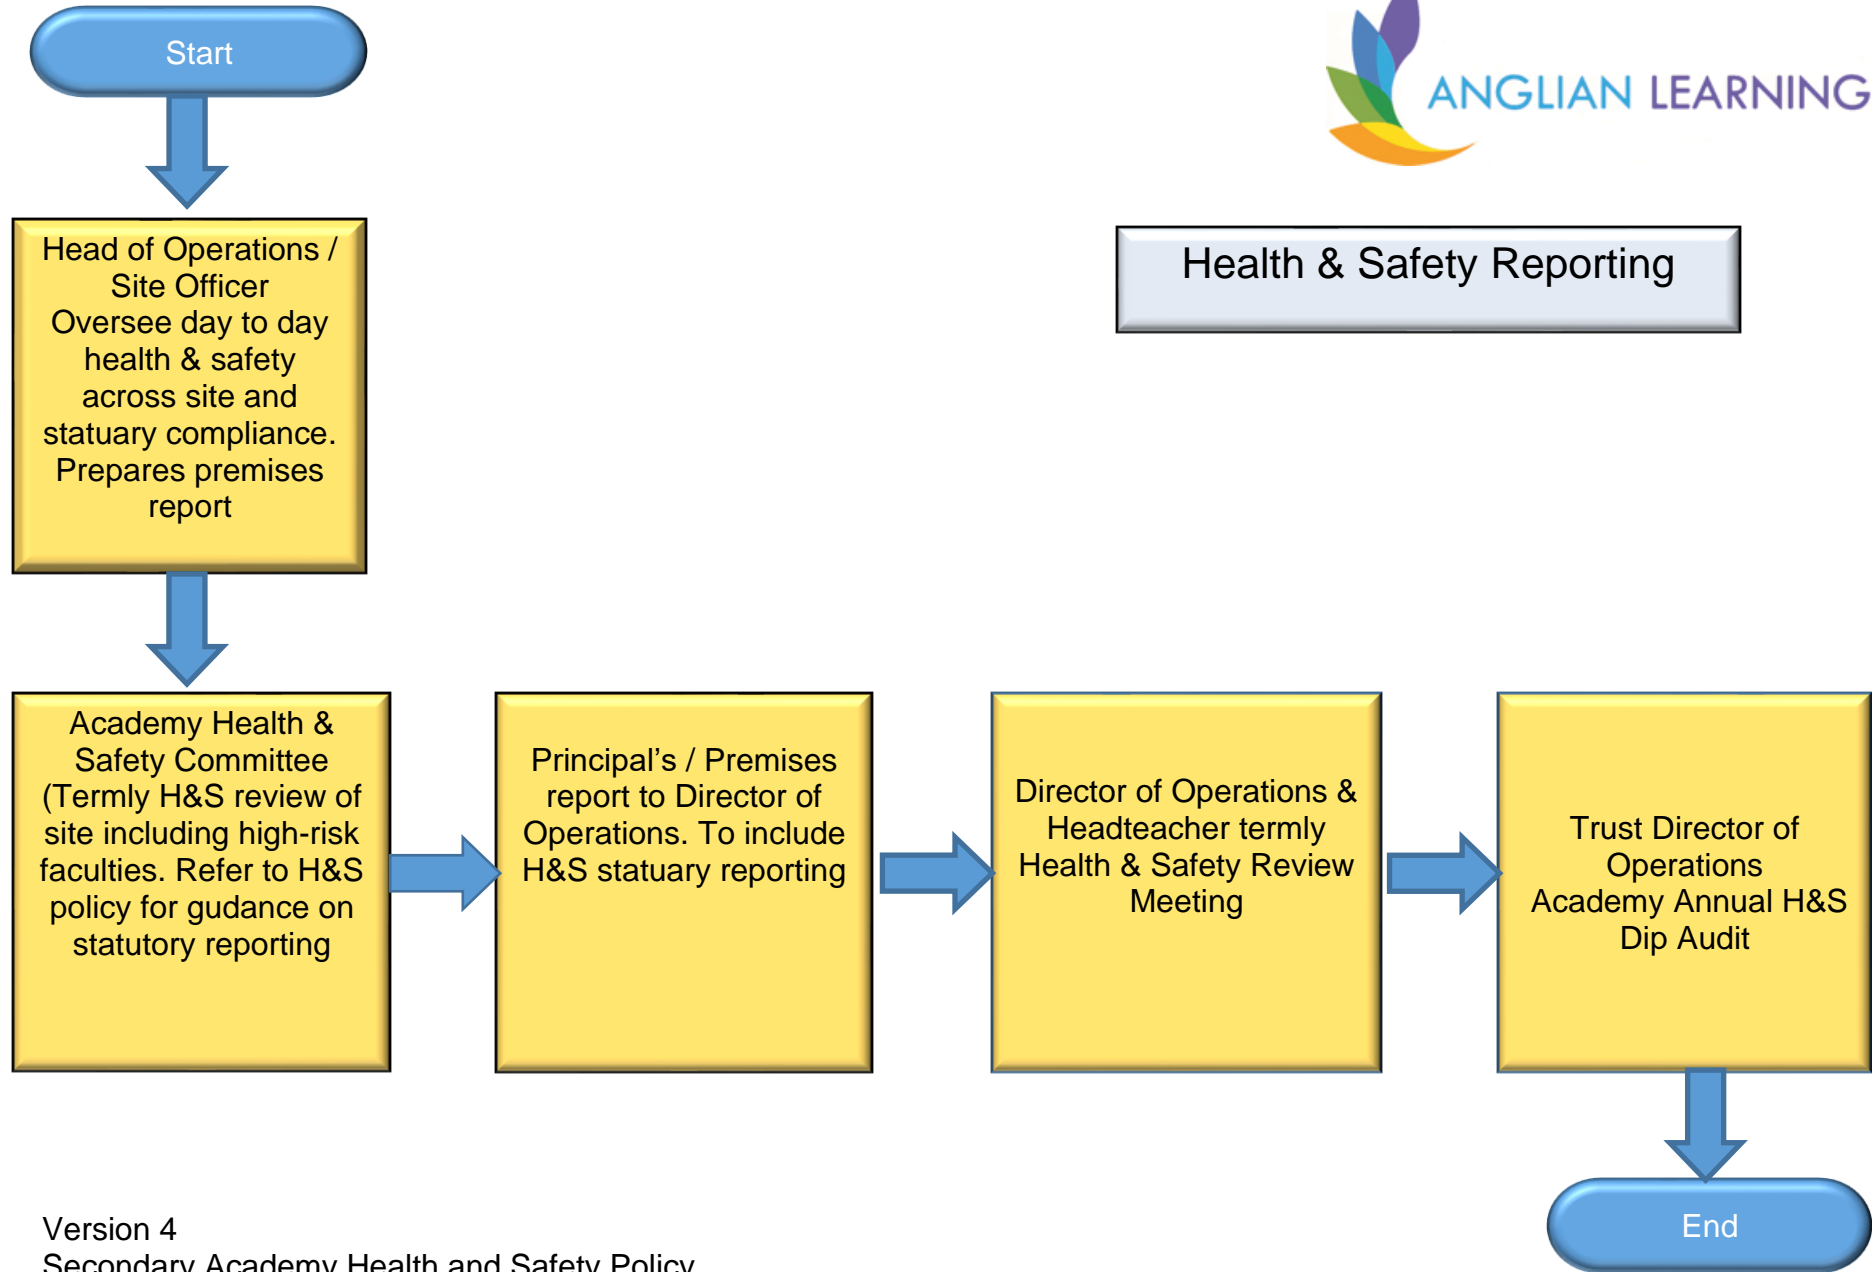 Start
ANGLIAN LEARNING
Health & Safety Reporting
Head of Operations /
Site Officer
Oversee day to day
health & safety
across site and
statuary compliance.
Prepares premises
report
Academy Health &
Safety Committee
(Termly H&S review of
site including high-risk
faculties. Refer to H&S
policy for gudance on
statutory reporting
Principal’s / Premises
report to Director of
Operations. To include
H&S statuary reporting
Director of Operations &
Headteacher termly
Health & Safety Review
Meeting
Trust Director of
Operations
Academy Annual H&S
Dip Audit
End
Version 4
Secondary Academy Health and Safety Policy